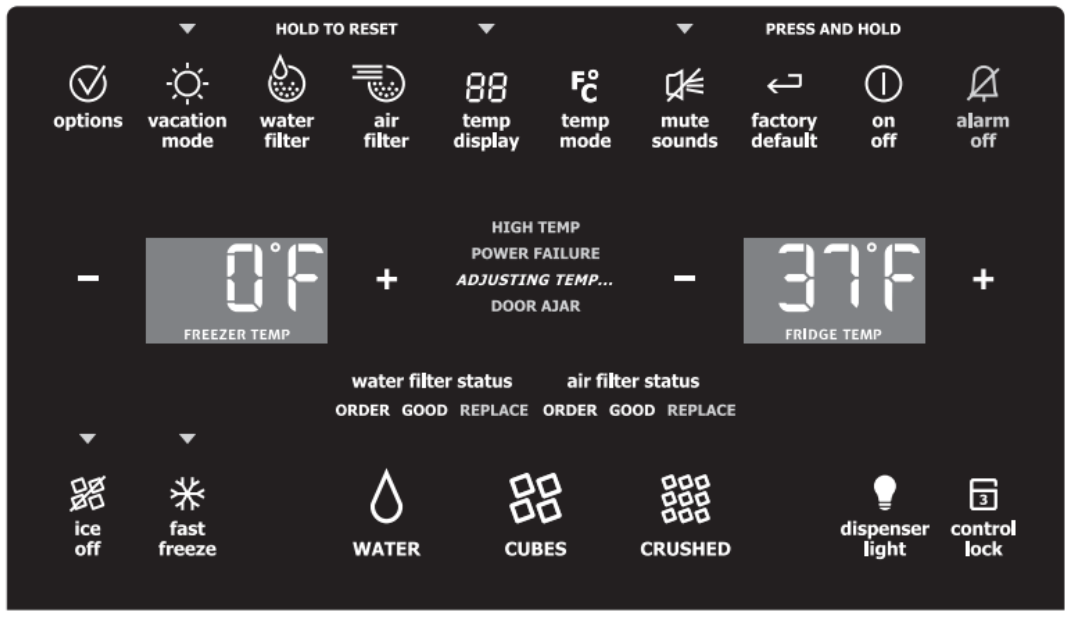 HOLD TO RESET
PRESS AND HOLD
88
F°
C
options
vacation
mode
water
filter
air
filter
temp
display
temp
mode
mute
sounds
factory
default
on
off
alarm
off
HIGH TEMP
POWER FAILURE
ADJUSTING TEMP...
DOOR AJAR
-
0°F
FREEZER TEMP
+
-
37°F
FRIDGE TEMP
+
water filter status
air filter status
ORDER GOOD REPLACE
ORDER GOOD REPLACE
ice
off
fast
freeze
WATER
CUBES
CRUSHED
dispenser
light
3
control
lock